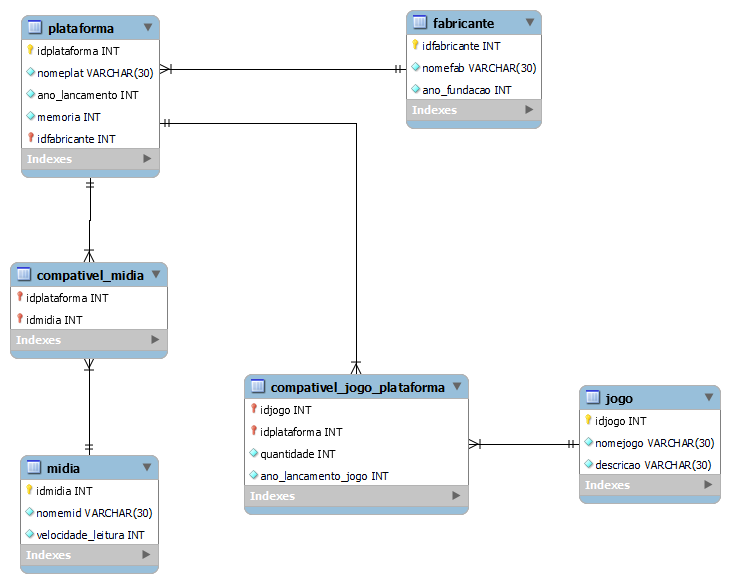 plataforma
idplataforma INT
nomeplat VARCHAR(30)
ano_lancamento INT
memoria INT
idfabricante INT
Indexes
fabricante
idfabricante INT
nomefab VARCHAR(30)
ano_fundacao INT
Indexes
compativel_midia
idplataforma INT
idmidia INT
Indexes
compativel_jogo_plataforma
idjogo INT
idplataforma INT
quantidade INT
ano_lancamento_jogo INT
Indexes
jogo
idjogo INT
nomejogo VARCHAR(30)
descricao VARCHAR(30)
Indexes
midia
idmidia INT
nomemid VARCHAR(30)
velocidade_leitura INT
Indexes